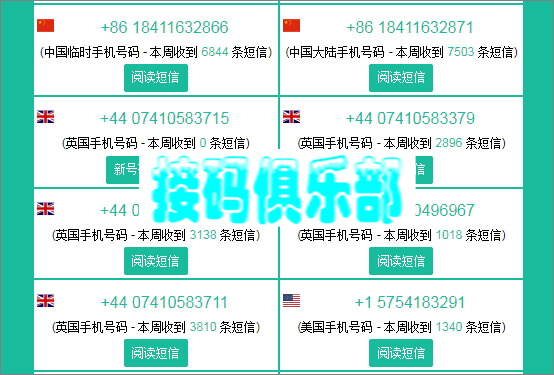 +86 18411632866
(中国临时手机号码 - 本周收到 6844 条短信)
阅读短信
+86 18411632871
(中国大陆手机号码 - 本周收到 7503 条短信)
阅读短信
+44 07410583715
(英国手机号码 - 本周收到 0 条短信)
新号
+44 07410583379
(英国手机号码 - 本周收到 2896 条短信)
信
接码俱乐部
+44 0
(英国手机号码 - 本周收到 3138 条短信)
阅读短信
0496967
(英国手机号码 - 本周收到 1018 条短信)
阅读短信
+44 07410583711
(英国手机号码 - 本周收到 3810 条短信)
阅读短信
+1 5754183291
(美国手机号码 - 本周收到 1340 条短信)
阅读短信